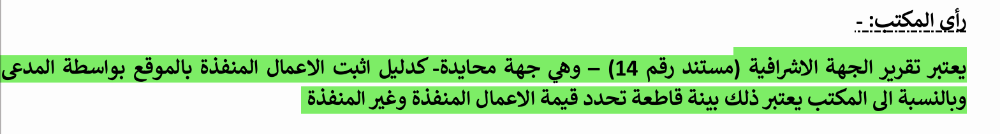 رأي المكتب: -
يعتبر تقرير الجهة الاشرافية (مستند رقم 14) – وهي جهة محايدة- كدليل اثبت الاعمال المنفذة بالموقع بواسطة المدعى
وبالنسبة الى المكتب يعتبر ذلك بينة قاطعة تحدد قيمة الاعمال المنفذة وغير المنفذة